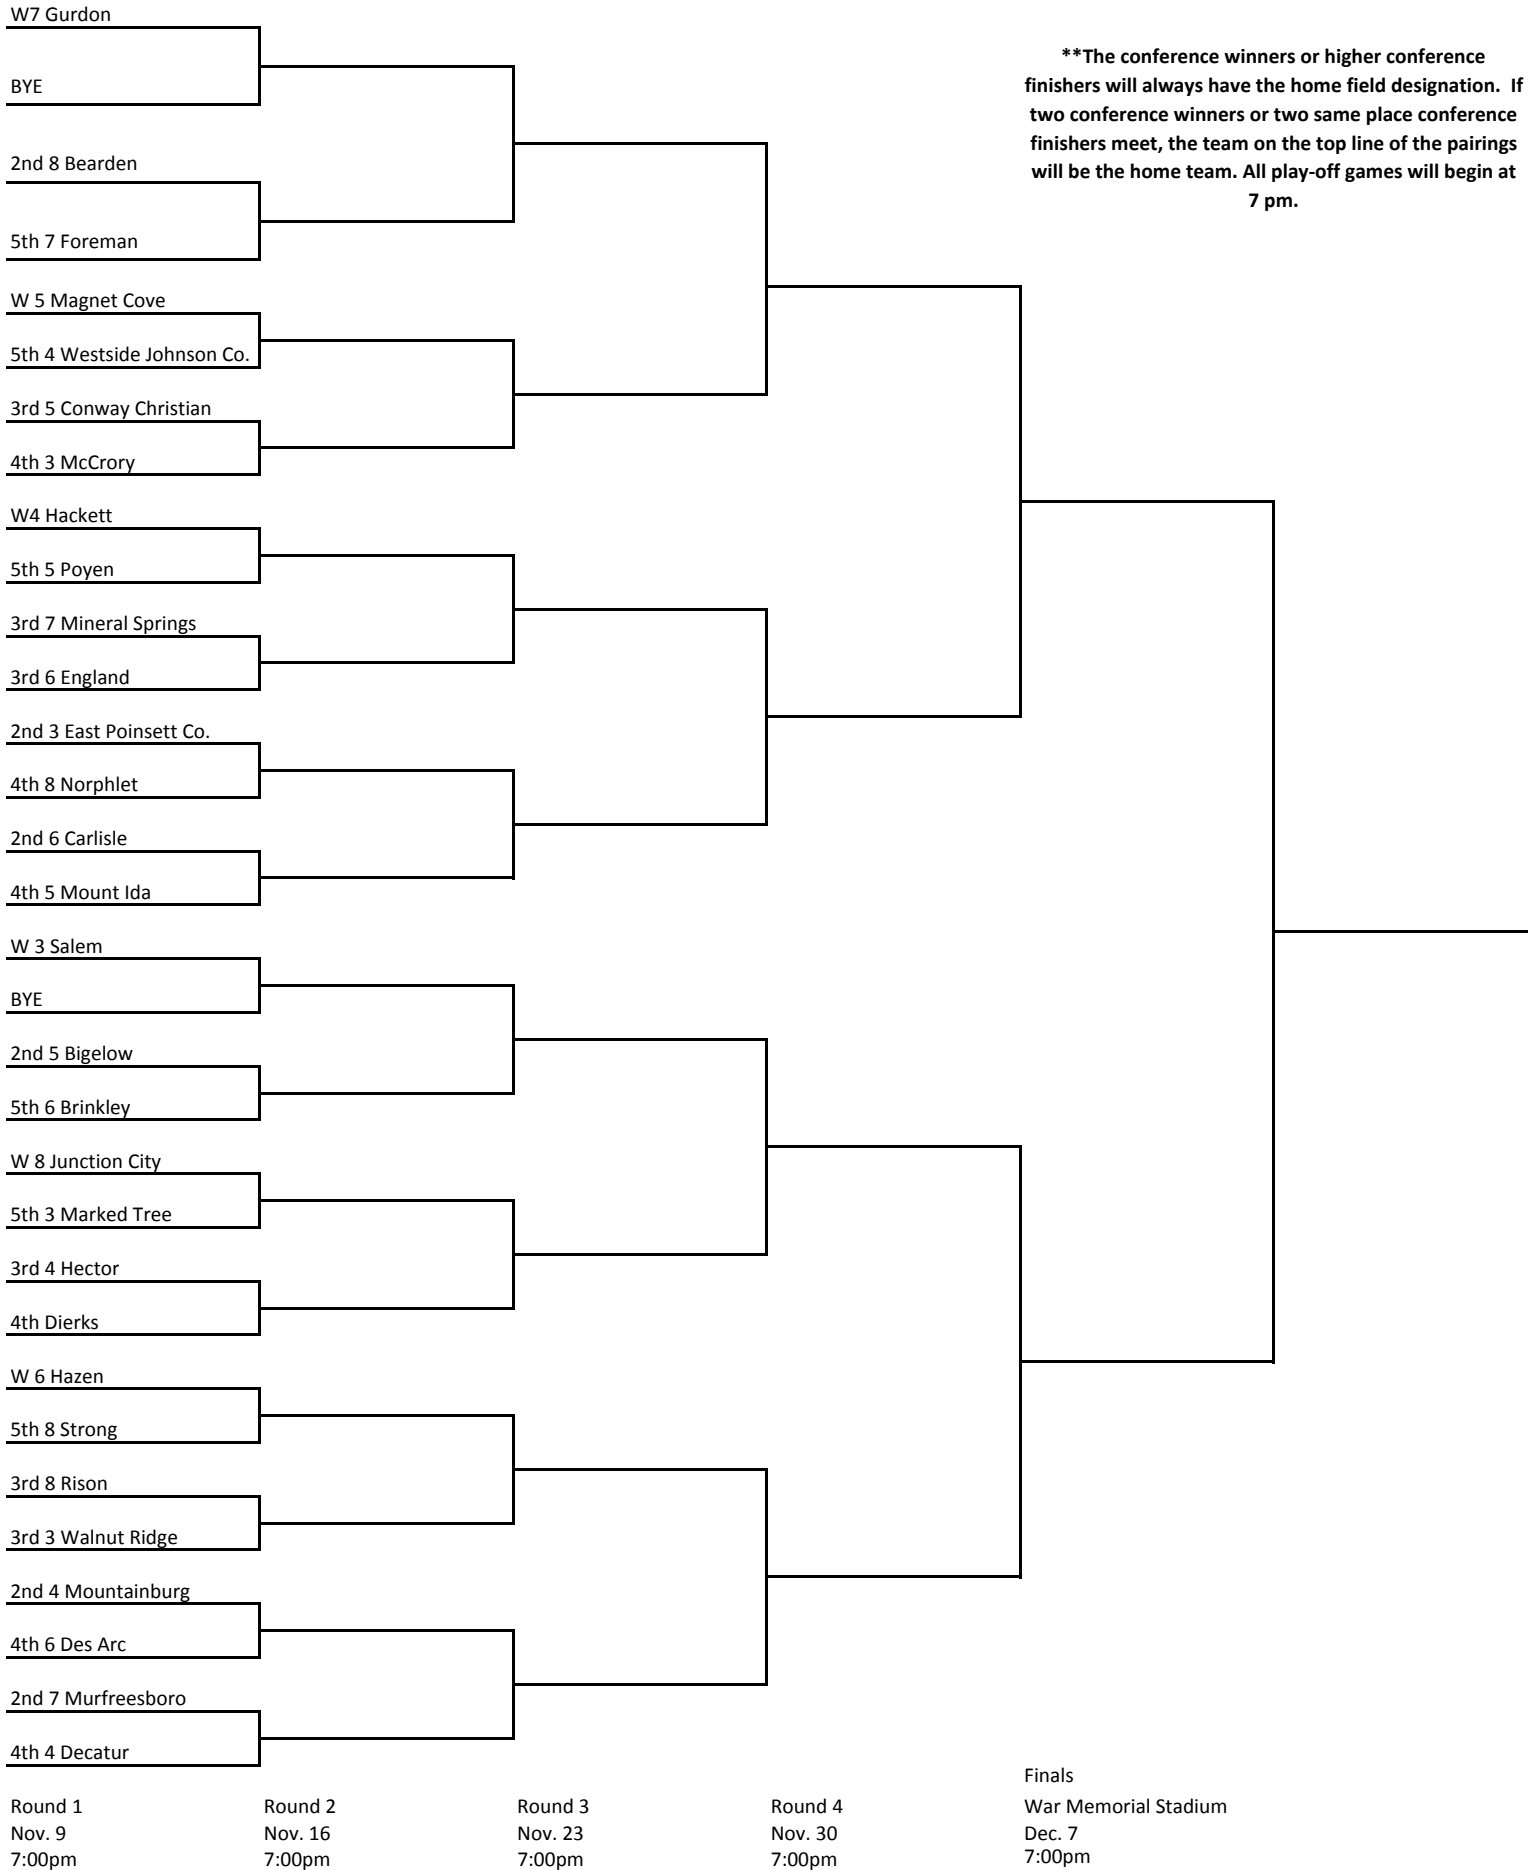 W7 Gurdon
**The conference winners or higher conference
finishers will always have the home field designation.  If
two conference winners or two same place conference
finishers meet, the team on the top line of the pairings
will be the home team. All play-off games will begin at
7 pm.
BYE
2nd 8 Bearden
5th 7 Foreman
W 5 Magnet Cove
5th 4 Westside Johnson Co.
3rd 5 Conway Christian
4th 3 McCrory
W4 Hackett
5th 5 Poyen
3rd 7 Mineral Springs
3rd 6 England
2nd 3 East Poinsett Co.
4th 8 Norphlet
2nd 6 Carlisle
4th 5 Mount Ida
W 3 Salem
BYE
2nd 5 Bigelow
5th 6 Brinkley
W 8 Junction City
5th 3 Marked Tree
3rd 4 Hector
4th Dierks
W 6 Hazen
5th 8 Strong
3rd 8 Rison
3rd 3 Walnut Ridge
2nd 4 Mountainburg
4th 6 Des Arc
2nd 7 Murfreesboro
4th 4 Decatur
Round 1
Nov. 9
7:00pm
Round 2
Nov. 16
7:00pm
Round 3
Nov. 23
7:00pm
Round 4
Nov. 30
7:00pm
Finals
War Memorial Stadium
Dec. 7
7:00pm